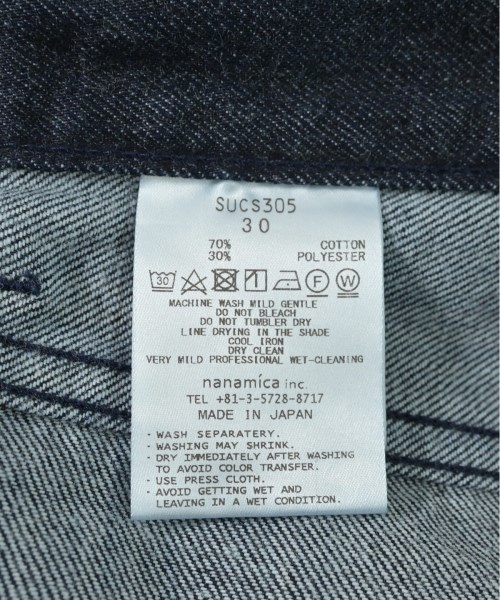 SUCS305
30
70% COTTON
30% POLYESTER
30 F W
MACHINE WASH MILD GENTLE
DO NOT BLEACH
DO NOT TUMBLER DRY
LINE DRYING IN THE SHADE
COOL IRON
DRY CLEAN
VERY MILD PROFESSIONAL WET-CLEANING
nanamica inc.
TEL +81-3-5728-8717
MADE IN JAPAN
· WASH SEPARATERY.
· WASHING MAY SHRINK.
· DRY IMMEDIATELY AFTER WASHING
TO AVOID COLOR TRANSFER.
· USE PRESS CLOTH.
· AVOID GETTING WET AND
LEAVING IN A WET CONDITION.